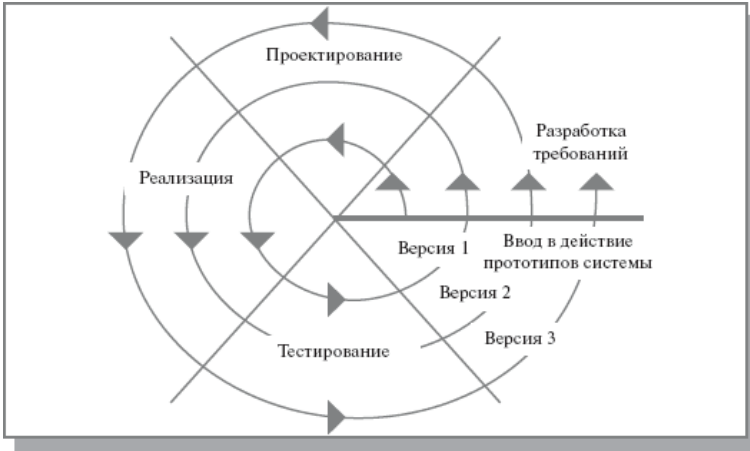 Проектирование
Разработка
требований
Реализация
Версия 1
Ввод в действие
прототипов системы
Версия 2
Версия 3
Тестирование